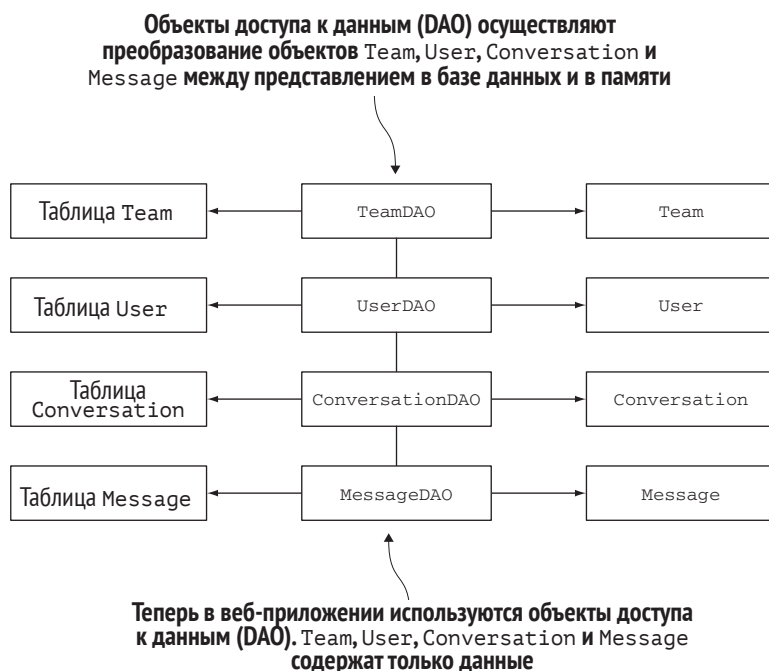 Объекты доступа к данным (DAO) осуществляют
преобразование объектов Team, User, Conversation и
Message между представлением в базе данных и в памяти
Таблица Team
TeamDAO
Team
Таблица User
UserDAO
User
Таблица
Conversation
ConversationDAO
Conversation
Таблица Message
MessageDAO
Message
Теперь в веб-приложении используются объекты доступа
к данным (DAO). Team, User, Conversation и Message
содержат только данные